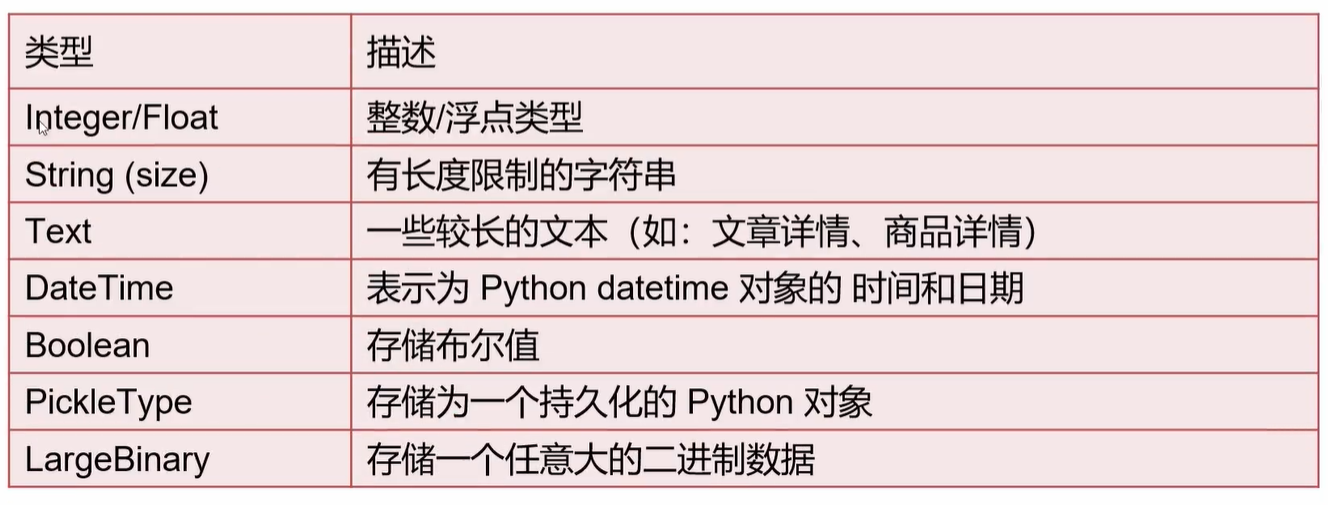 类型 描述
Integer/Float 整数/浮点类型
String (size) 有长度限制的字符串
Text 一些较长的文本（如：文章详情、商品详情）
DateTime 表示为 Python datetime 对象的 时间和日期
Boolean 存储布尔值
PickleType 存储为一个持久化的 Python 对象
LargeBinary 存储一个任意大的二进制数据